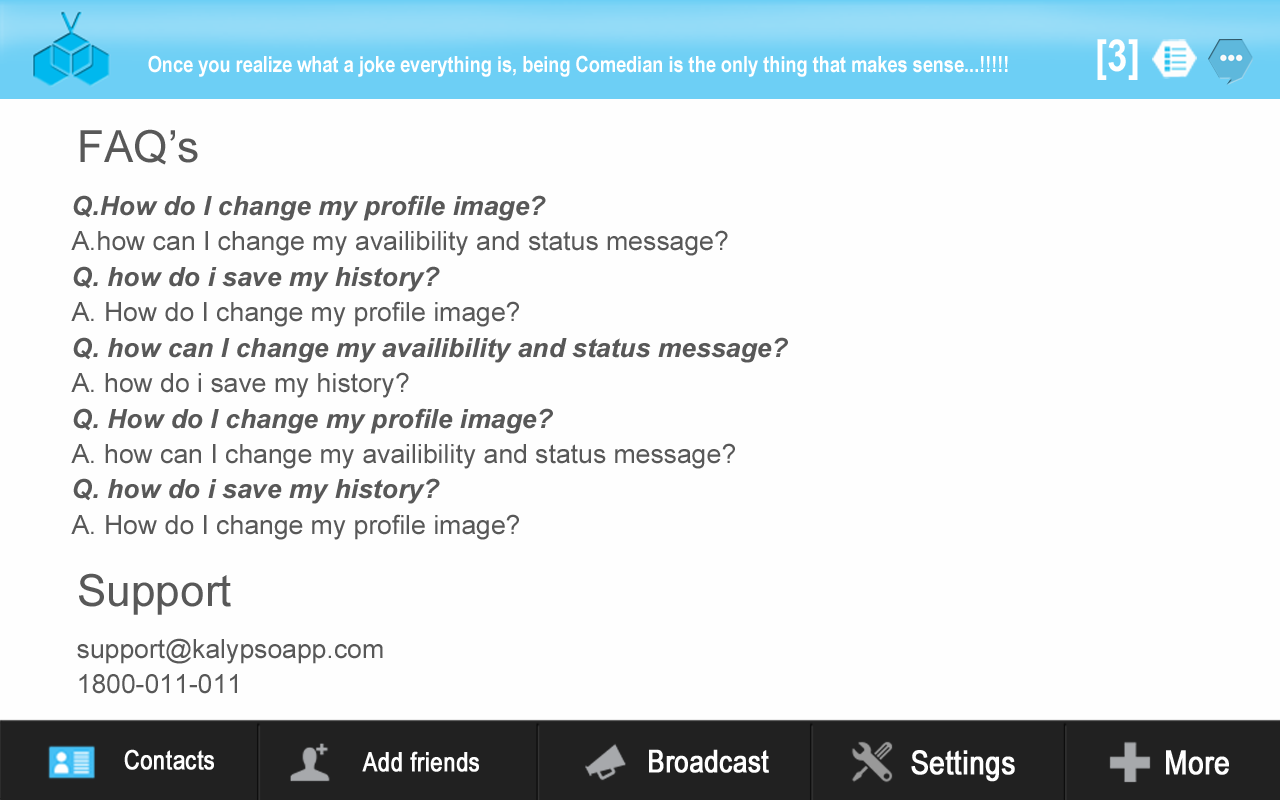 Once you realize what a joke everything is, being Comedian is the only thing that makes sense...!!!!!
[3]
FAQ’s
Q.How do I change my profile image?
A.how can I change my availibility and status message?
Q. how do i save my history?
A. How do I change my profile image?
Q. how can I change my availibility and status message?
A. how do i save my history?
Q. How do I change my profile image?
A. how can I change my availibility and status message?
Q. how do i save my history?
A. How do I change my profile image?
Support
support@kalypsoapp.com
1800-011-011
Contacts Add friends Broadcast Settings More